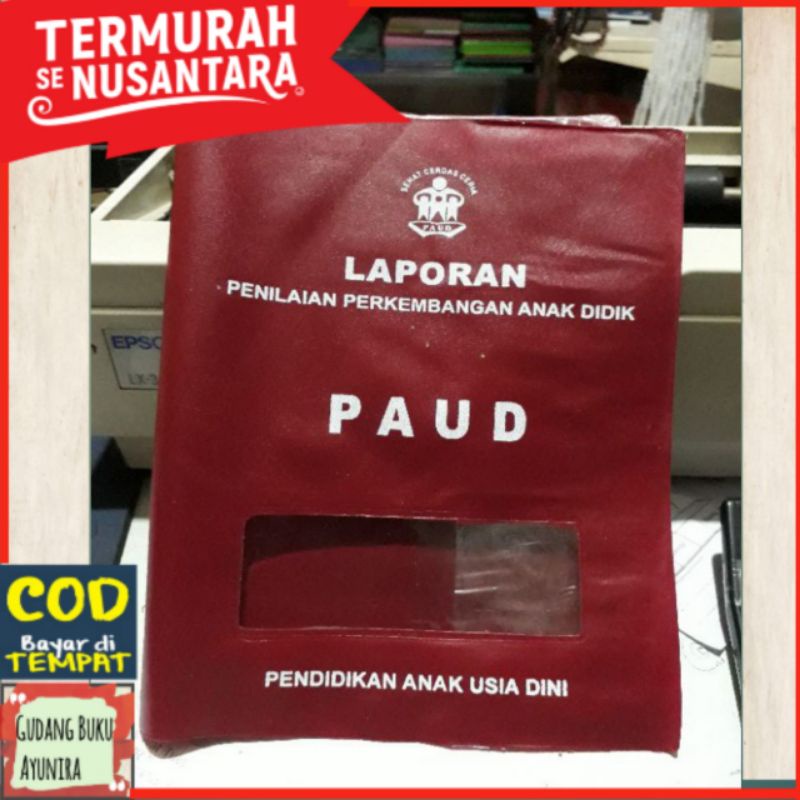 TERMURAH
SE NUSANTARA
SEHAT CERDAS CERIA
PAUD
LAPORAN
PENILAIAN PERKEMBANGAN ANAK DIDIK
PAUD
PENDIDIKAN ANAK USIA DINI
COD
Bayar di
TEMPAT
GUDANG BUKU
AYUNIRA